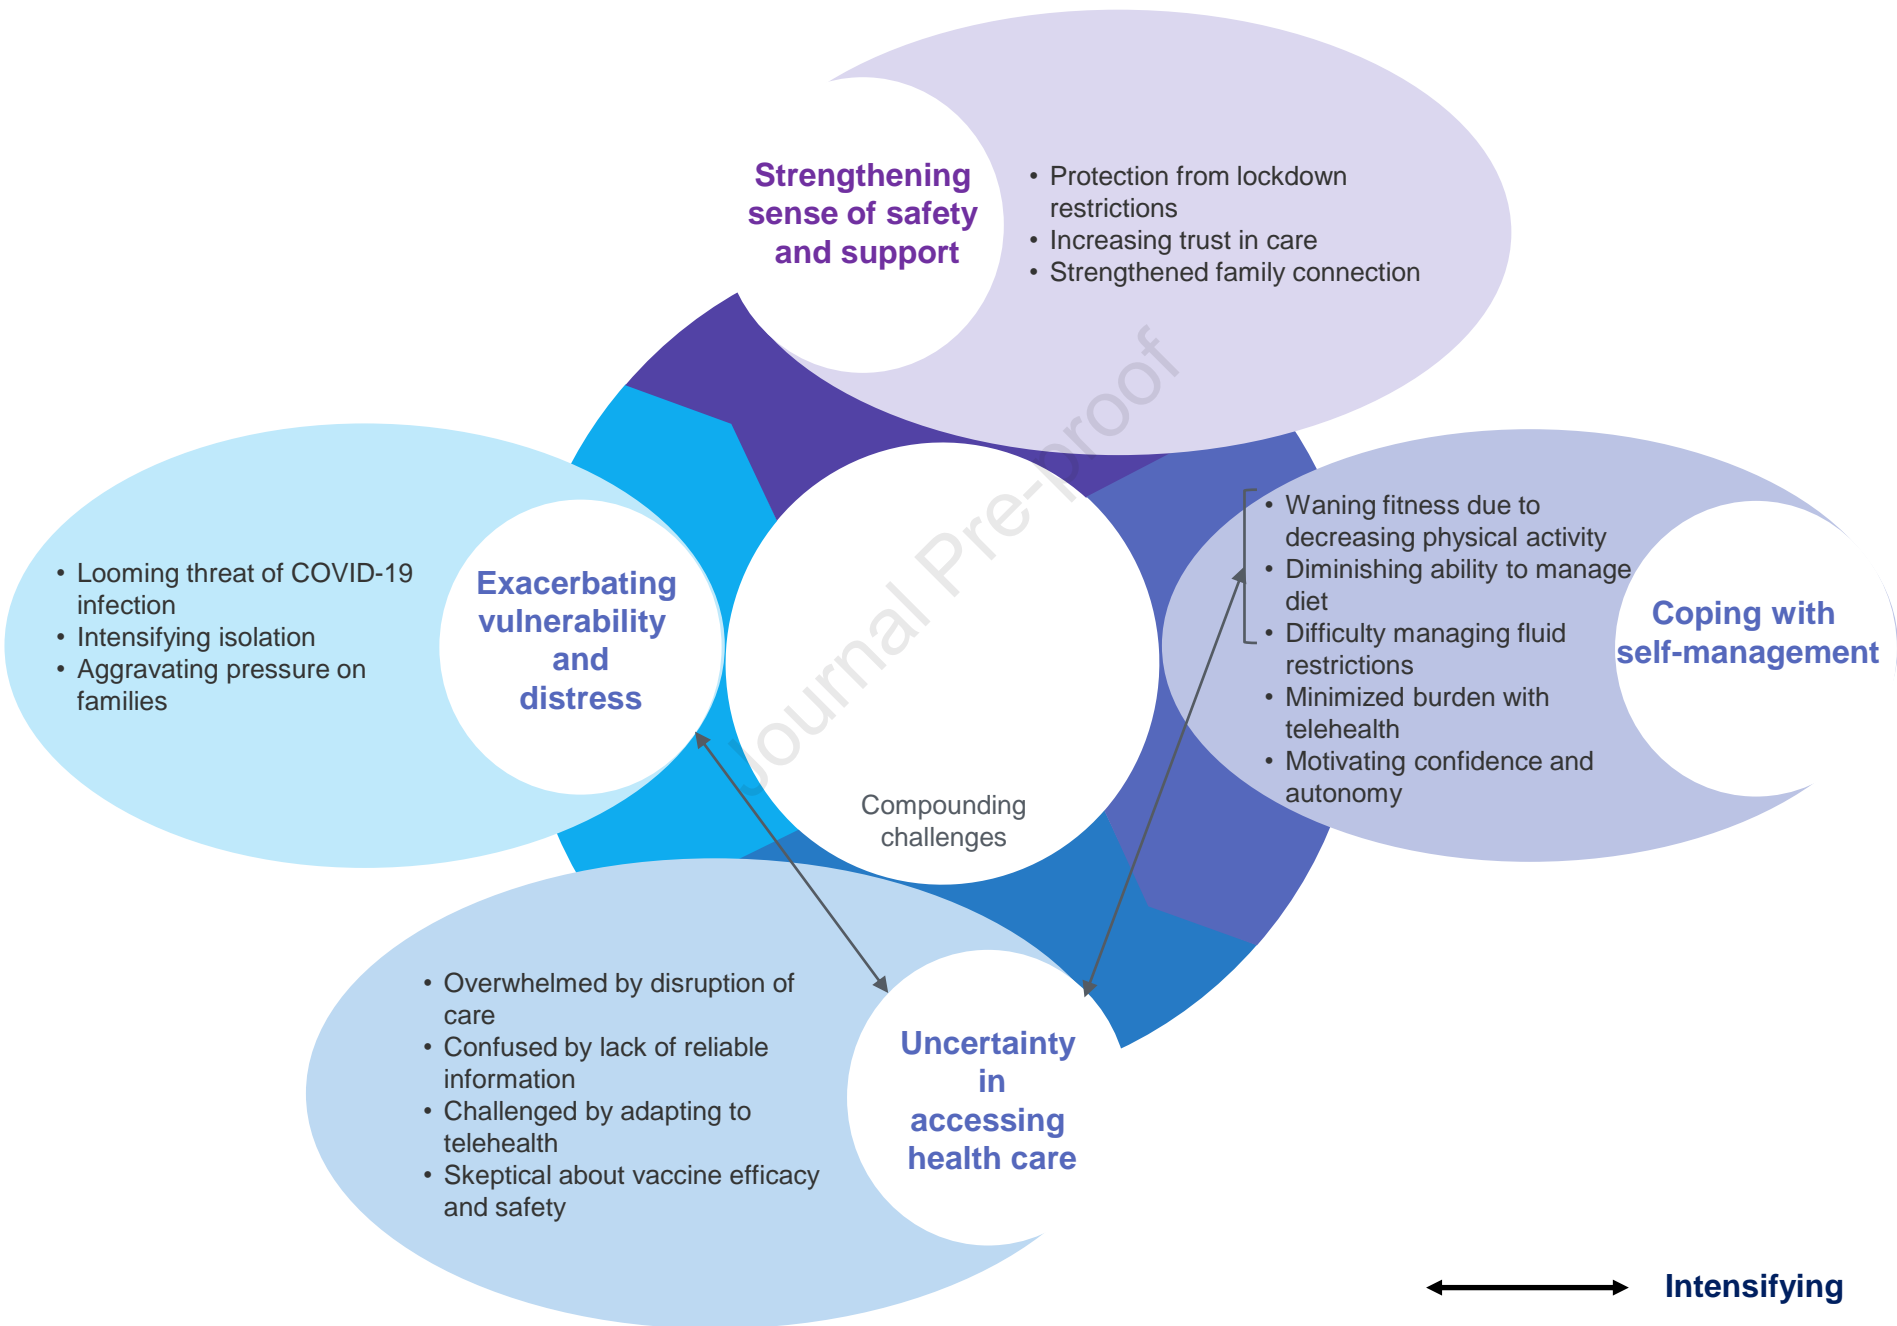 Strengthening
sense of safety
and support
• Protection from lockdown
restrictions
• Increasing trust in care
• Strengthened family connection
• Looming threat of COVID-19
infection
• Intensifying isolation
• Aggravating pressure on
families
Exacerbating
vulnerability
and
distress
• Waning fitness due to
decreasing physical activity
• Diminishing ability to manage
diet
• Difficulty managing fluid
restrictions
• Minimized burden with
telehealth
• Motivating confidence and
autonomy
Coping with
self-management
Journal Pre-proof
Compounding
challenges
• Overwhelmed by disruption of
care
• Confused by lack of reliable
information
• Challenged by adapting to
telehealth
• Skeptical about vaccine efficacy
and safety
Uncertainty
in
accessing
health care
Intensifying